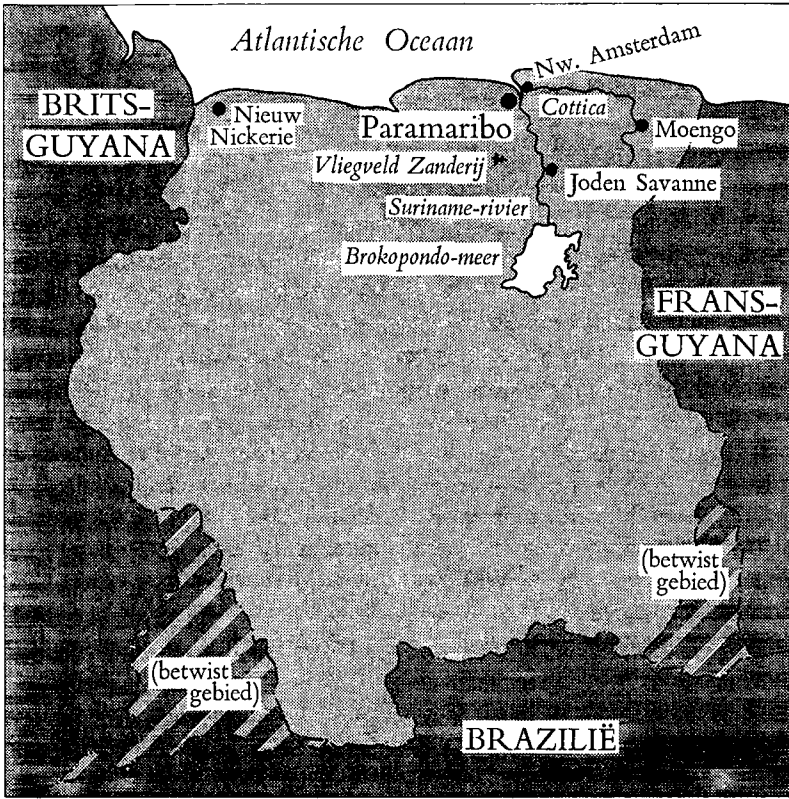 Atlantische Oceaan
Nw. Amsterdam
BRITS-
GUYANA
Nieuw
Nickerie
Paramaribo
Cottica
Moengo
Vliegveld Zanderij
Joden Savanne
Suriname-rivier
Brokopondo-meer
FRANS-
GUYANA
(betwist
gebied)
(betwist
gebied)
BRAZILIË